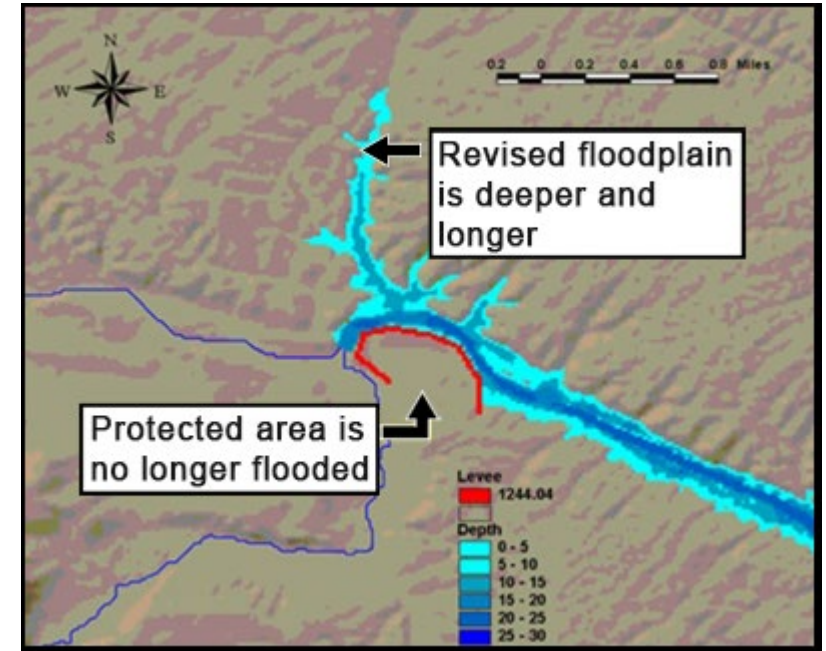 N
W E
S
0.2 0 0.2 0.4 0.6 0.8 Miles
Revised floodplain
is deeper and
longer
Protected area is
no longer flooded
Levee
1244.04
Depth
0 - 5
5 - 10
10 - 15
15 - 20
20 - 25
25 - 30